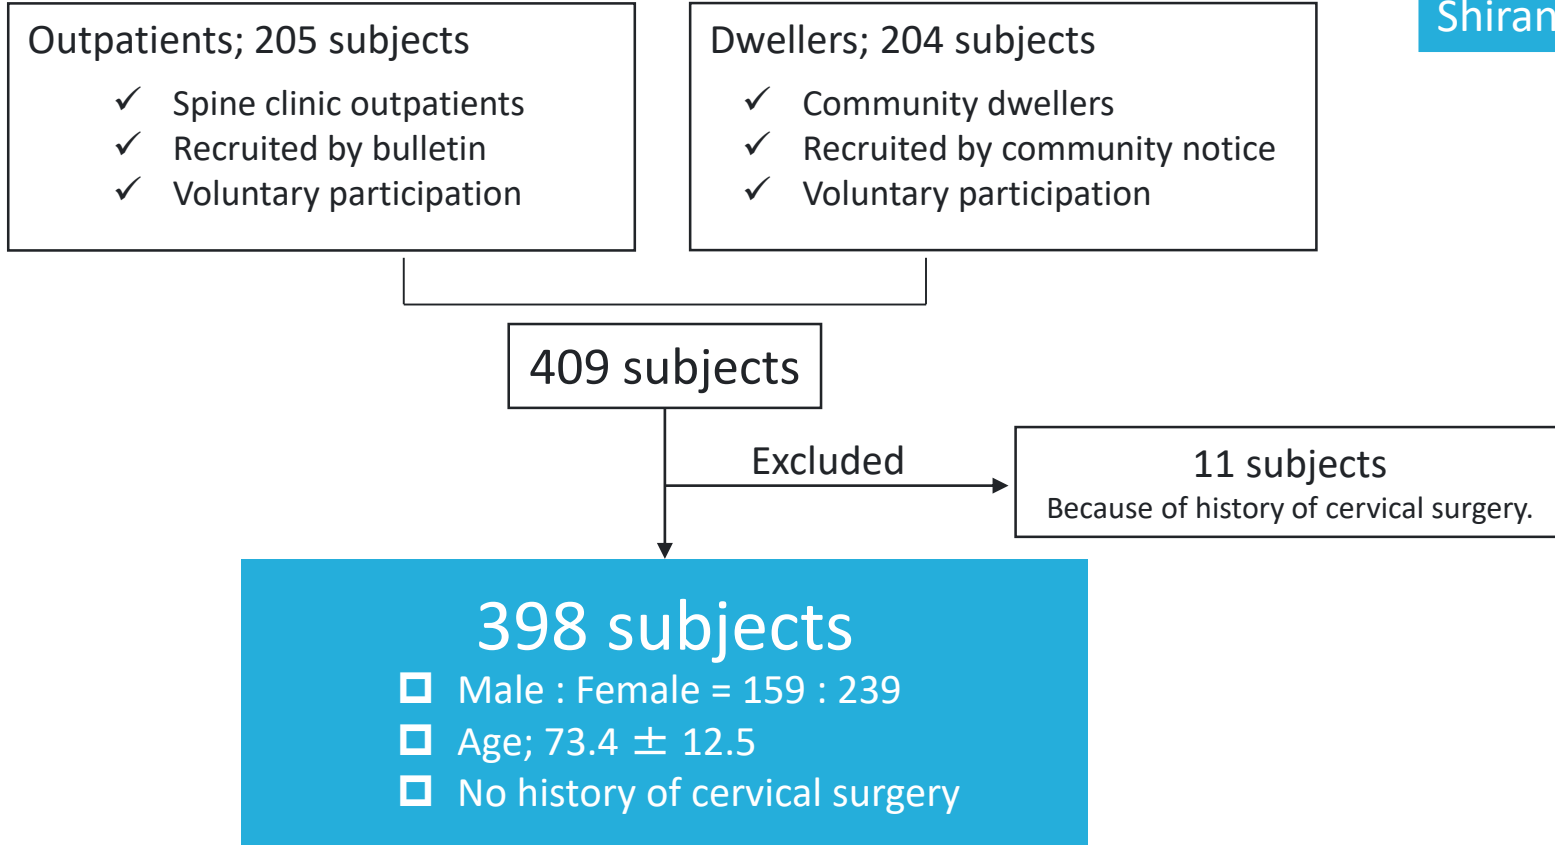 Outpatients; 205 subjects
✓ Spine clinic outpatients
✓ Recruited by bulletin
✓ Voluntary participation
Dwellers; 204 subjects
✓ Community dwellers
✓ Recruited by community notice
✓ Voluntary participation
409 subjects
Excluded
11 subjects
Because of history of cervical surgery.
398 subjects
Male : Female = 159 : 239
Age; 73.4 ± 12.5
No history of cervical surgery